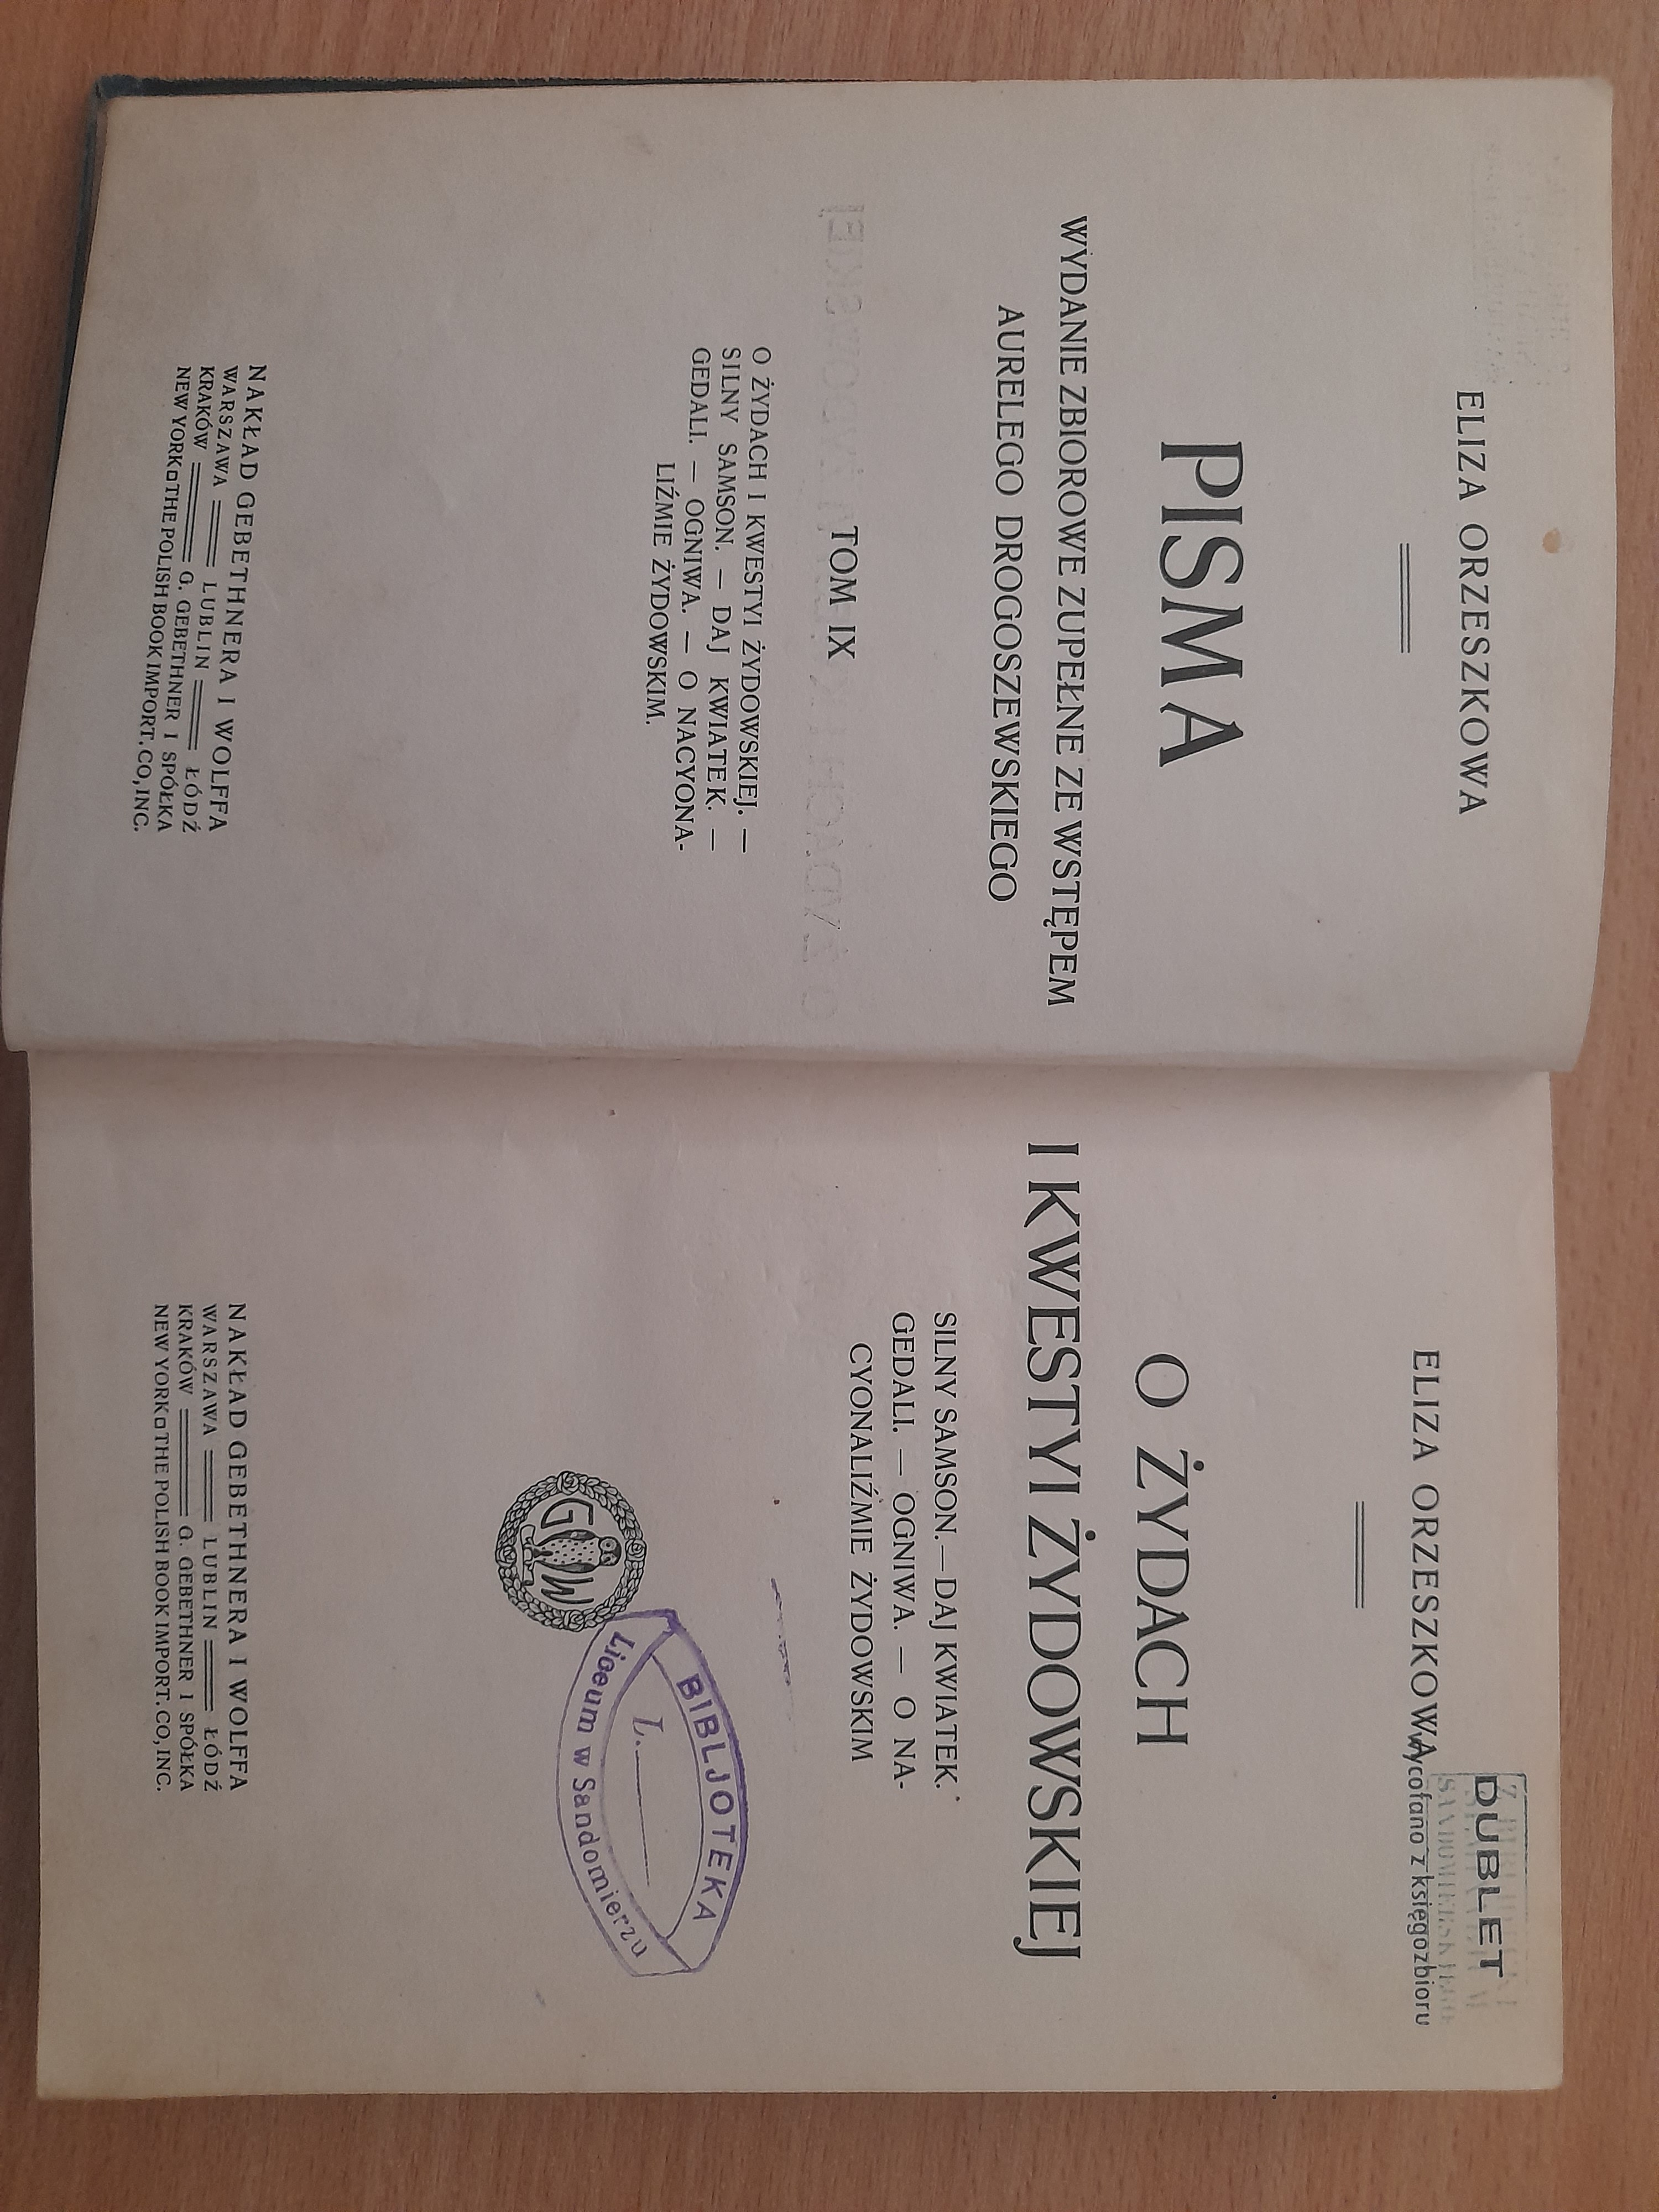 ELIZA ORZESZKOWA
PISMA
WYDANIE ZBIOROWE ZUPEŁNE ZE WSTĘPEM
AURELEGO DROGOSZEWSKIEGO
TOM IX
O ŻYDACH I KWESTYI ŻYDOWSKIEJ. —
SILNY SAMSON. — DAJ KWIATEK. —
GEDALI. — OGNIWA. — O NACYONA-
LIŹMIE ŻYDOWSKIM.
NAKŁAD GEBETHNERA I WOLFFA
WARSZAWA LUBLIN ŁÓDŹ
KRAKÓW G. GEBETHNER I SPÓŁKA
NEW YORK THE POLISH BOOK IMPORT. CO, INC.
DUBLET
Wycofano z księgozbioru
ELIZA ORZESZKOWA
O ŻYDACH
I KWESTYI ŻYDOWSKIEJ
SILNY SAMSON.—DAJ KWIATEK.
GEDALI. — OGNIWA. — O NA-
CYONALIŹMIE ŻYDOWSKIM
G W
BIBLJOTEKA
L.
Liceum w Sandomierzu
NAKŁAD GEBETHNERA I WOLFFA
WARSZAWA LUBLIN ŁÓDŹ
KRAKÓW G. GEBETHNER I SPÓŁKA
NEW YORK THE POLISH BOOK IMPORT. CO, INC.